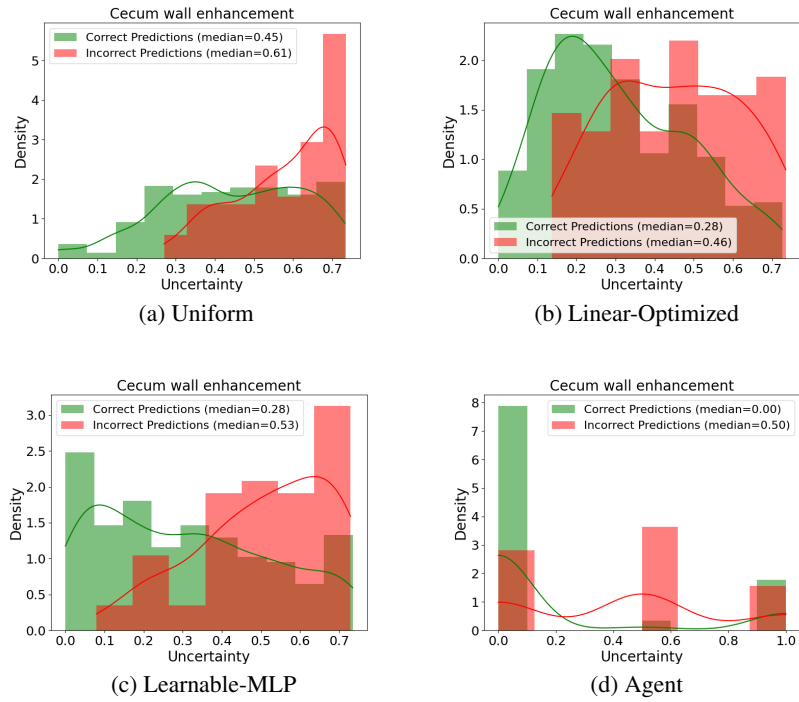 Cecum wall enhancement
Correct Predictions (median=0.45)
Incorrect Predictions (median=0.61)
5
4
3
2
1
0
Density
0.0 0.1 0.2 0.3 0.4 0.5 0.6 0.7
Uncertainty
(a) Uniform
Cecum wall enhancement
2.0
1.5
1.0
0.5
0.0
Density
Correct Predictions (median=0.28)
Incorrect Predictions (median=0.46)
0.0 0.1 0.2 0.3 0.4 0.5 0.6 0.7
Uncertainty
(b) Linear-Optimized
Cecum wall enhancement
Correct Predictions (median=0.28)
Incorrect Predictions (median=0.53)
3.0
2.5
2.0
1.5
1.0
0.5
0.0
Density
0.0 0.1 0.2 0.3 0.4 0.5 0.6 0.7
Uncertainty
(c) Learnable-MLP
Cecum wall enhancement
Correct Predictions (median=0.00)
Incorrect Predictions (median=0.50)
8
7
6
5
4
3
2
1
0
Density
0.0 0.2 0.4 0.6 0.8 1.0
Uncertainty
(d) Agent